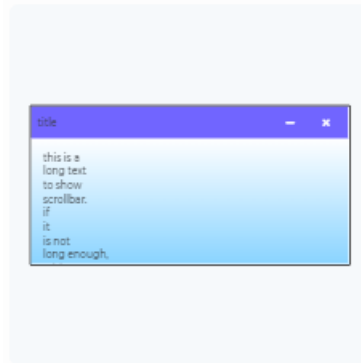 title
this is a
long text
to show
scrollbar.
if
it
is not
long enough,